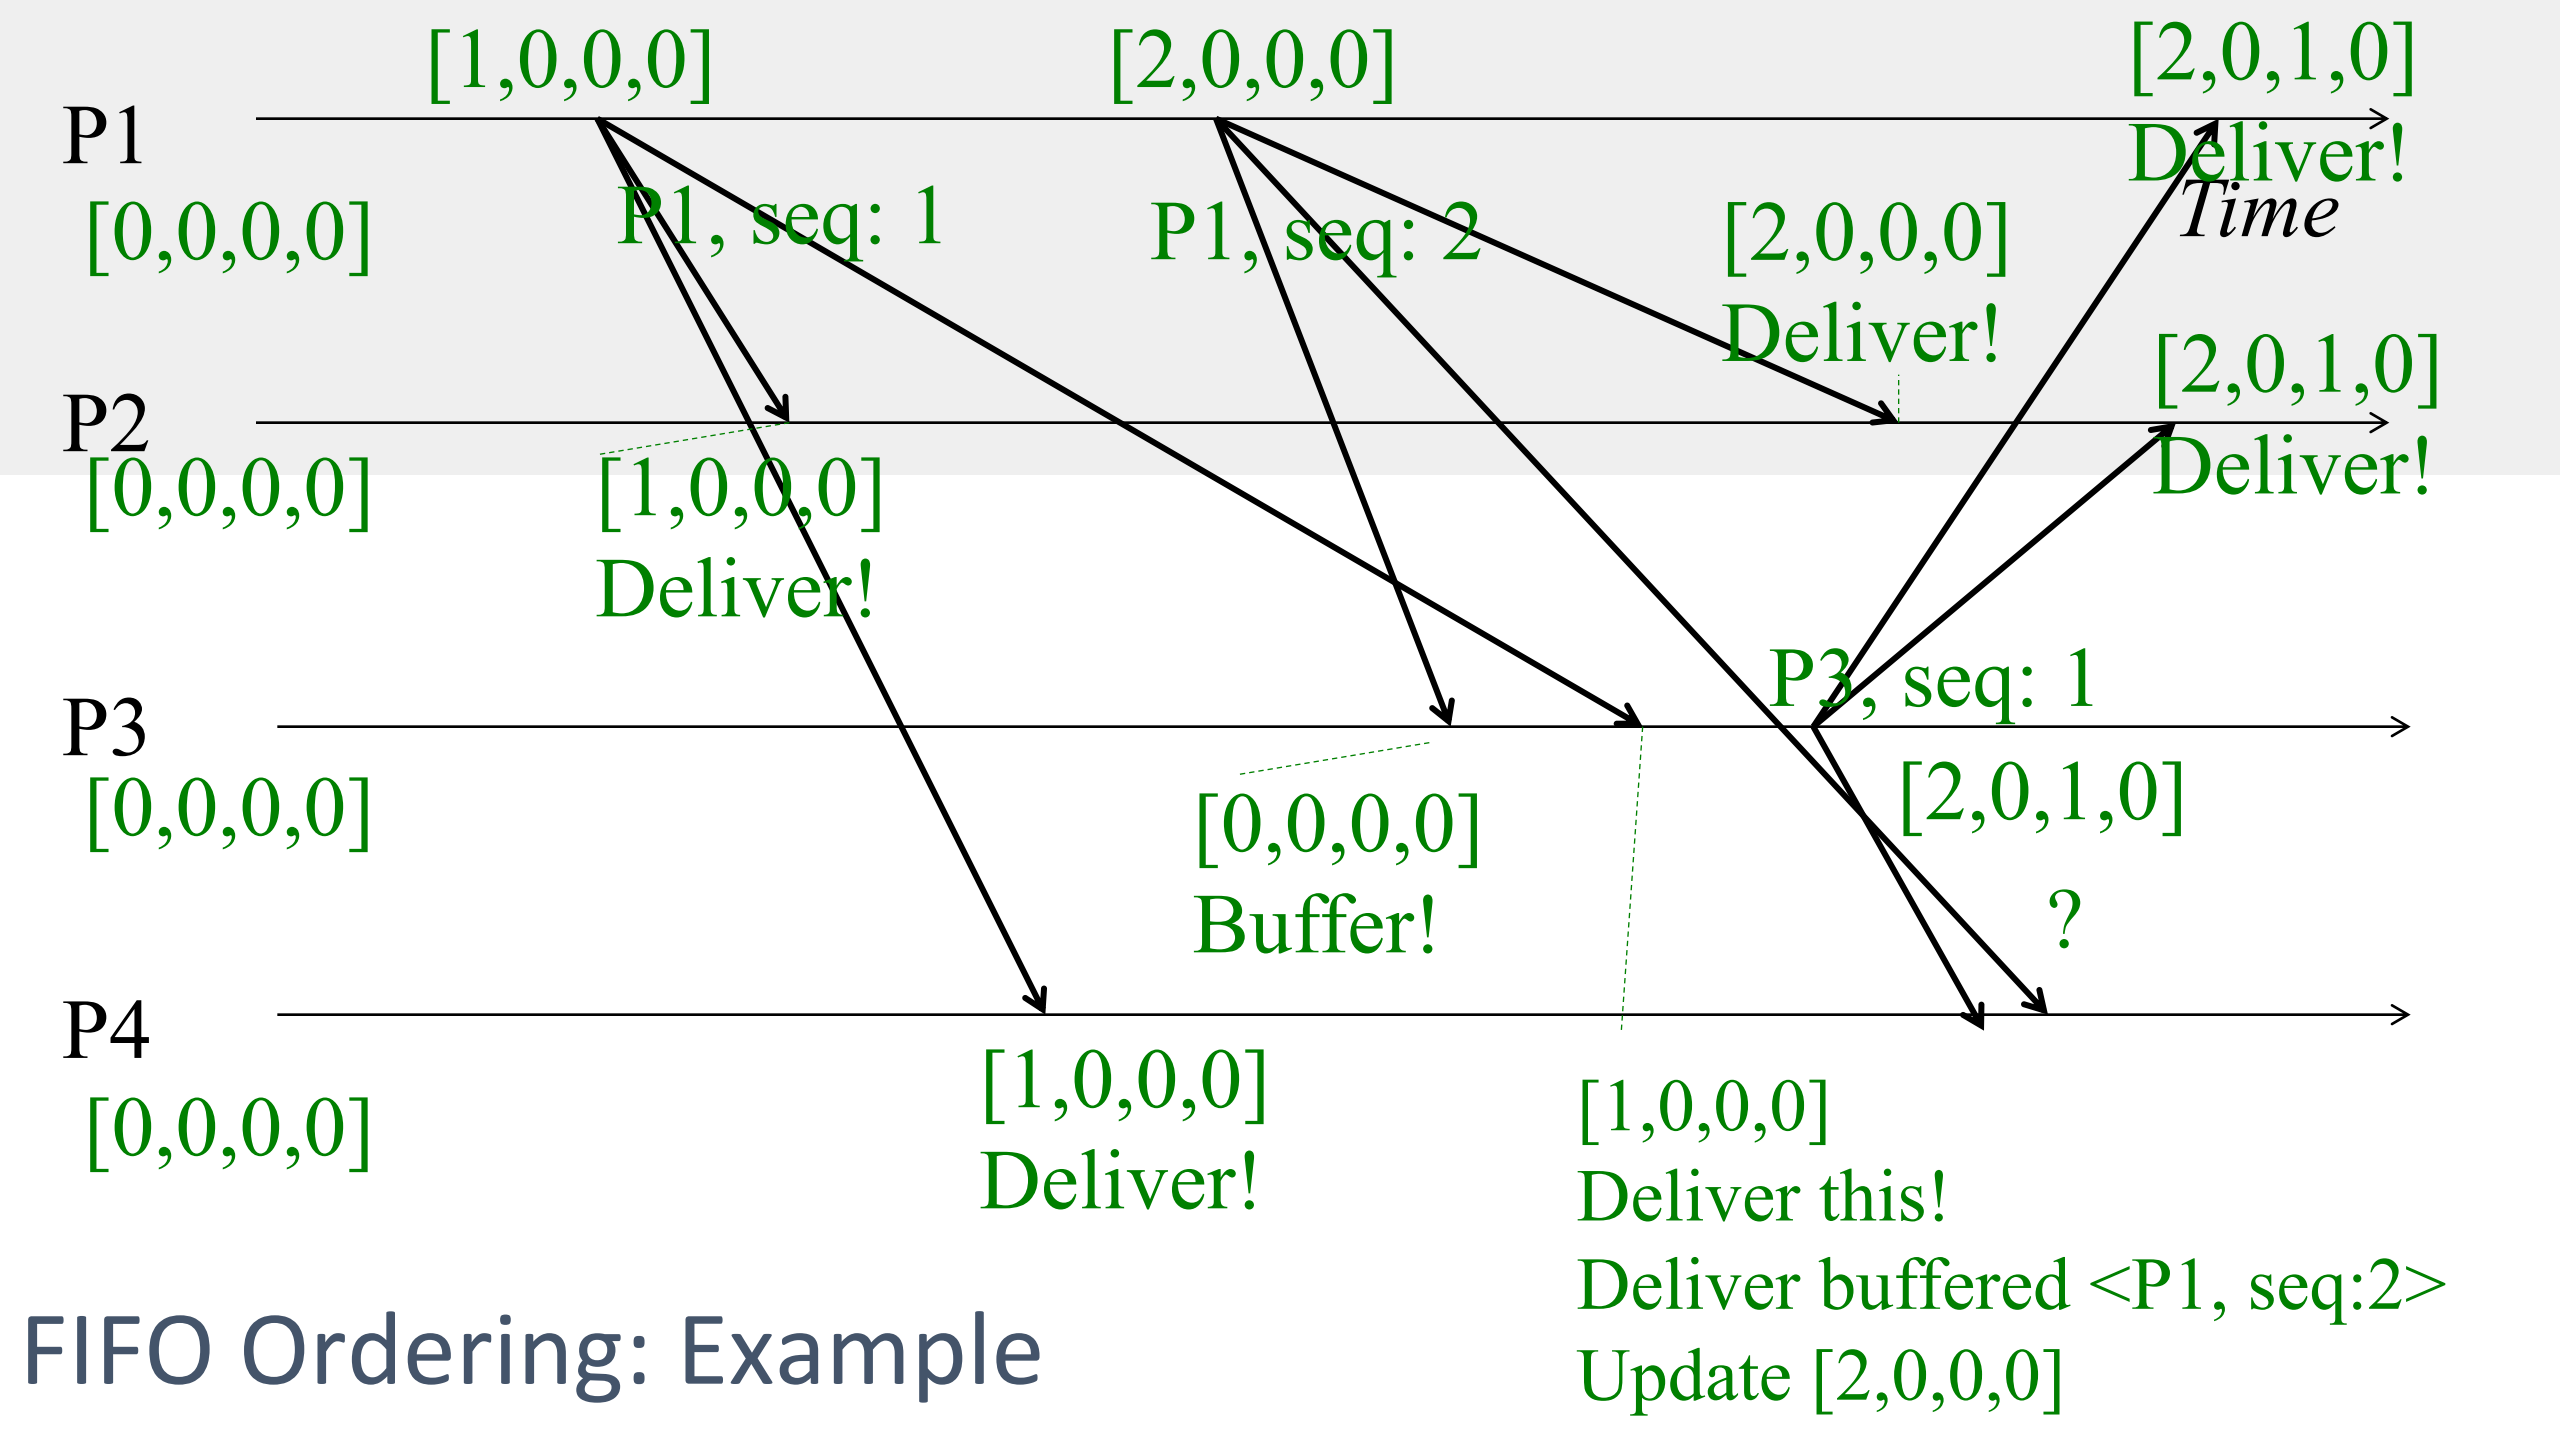 [1,0,0,0]
[2,0,0,0]
[2,0,1,0]
P1
Deliver!
Time
[0,0,0,0]
P1, seq: 1
P1, seq: 2
[2,0,0,0]
Deliver!
[2,0,1,0]
Deliver!
P2
[0,0,0,0]
[1,0,0,0]
Deliver!
P3, seq: 1
P3
[0,0,0,0]
[2,0,1,0]
[0,0,0,0]
Buffer!
?
P4
[0,0,0,0]
[1,0,0,0]
Deliver!
[1,0,0,0]
Deliver this!
Deliver buffered <P1, seq:2>
Update [2,0,0,0]
FIFO Ordering: Example